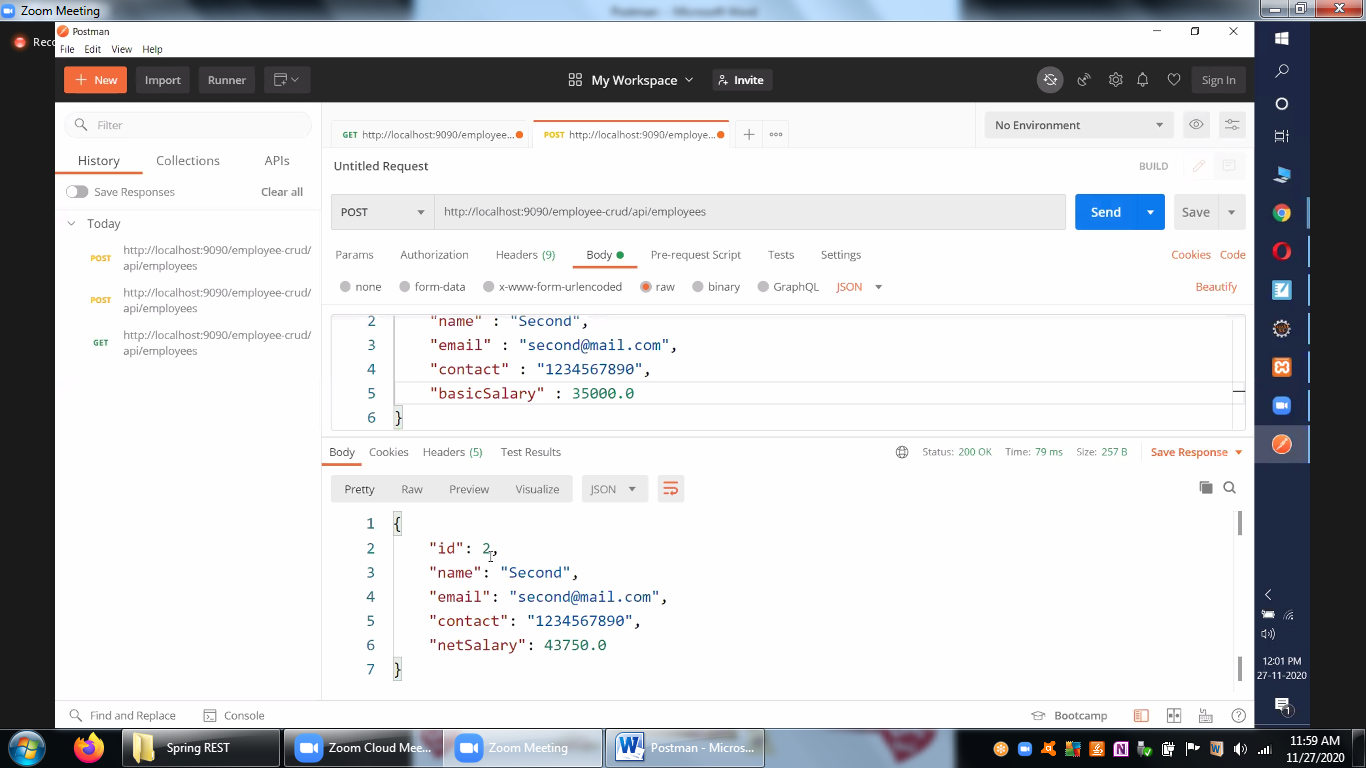 Zoom Meeting
Postman - Microsoft Word
Reco
Postman
File Edit View Help
+ New Import Runner My Workspace Invite Sign In
Filter
GET http://localhost:9090/employee... POST http://localhost:9090/employe... No Environment
History Collections APIs
Untitled Request BUILD
Save Responses Clear all
POST http://localhost:9090/employee-crud/api/employees Send Save
Today
POST http://localhost:9090/employee-crud/
api/employees
POST http://localhost:9090/employee-crud/
api/employees
GET http://localhost:9090/employee-crud/
api/employees
Params Authorization Headers (9) Body Pre-request Script Tests Settings Cookies Code
none form-data x-www-form-urlencoded raw binary GraphQL JSON Beautify
2 "name" : "Second",
3 "email" : "second@mail.com",
4 "contact" : "1234567890",
5 "basicSalary" : 35000.0
6 }
Body Cookies Headers (5) Test Results Status: 200 OK Time: 79 ms Size: 257 B Save Response
Pretty Raw Preview Visualize JSON
1 {
2 "id": 2,
3 "name": "Second",
4 "email": "second@mail.com",
5 "contact": "1234567890",
6 "netSalary": 43750.0
7 }
12:01 PM
27-11-2020
1
Find and Replace Console Bootcamp
Spring REST Zoom Cloud Mee... Zoom Meeting Postman - Micros...
11:59 AM
11/27/2020